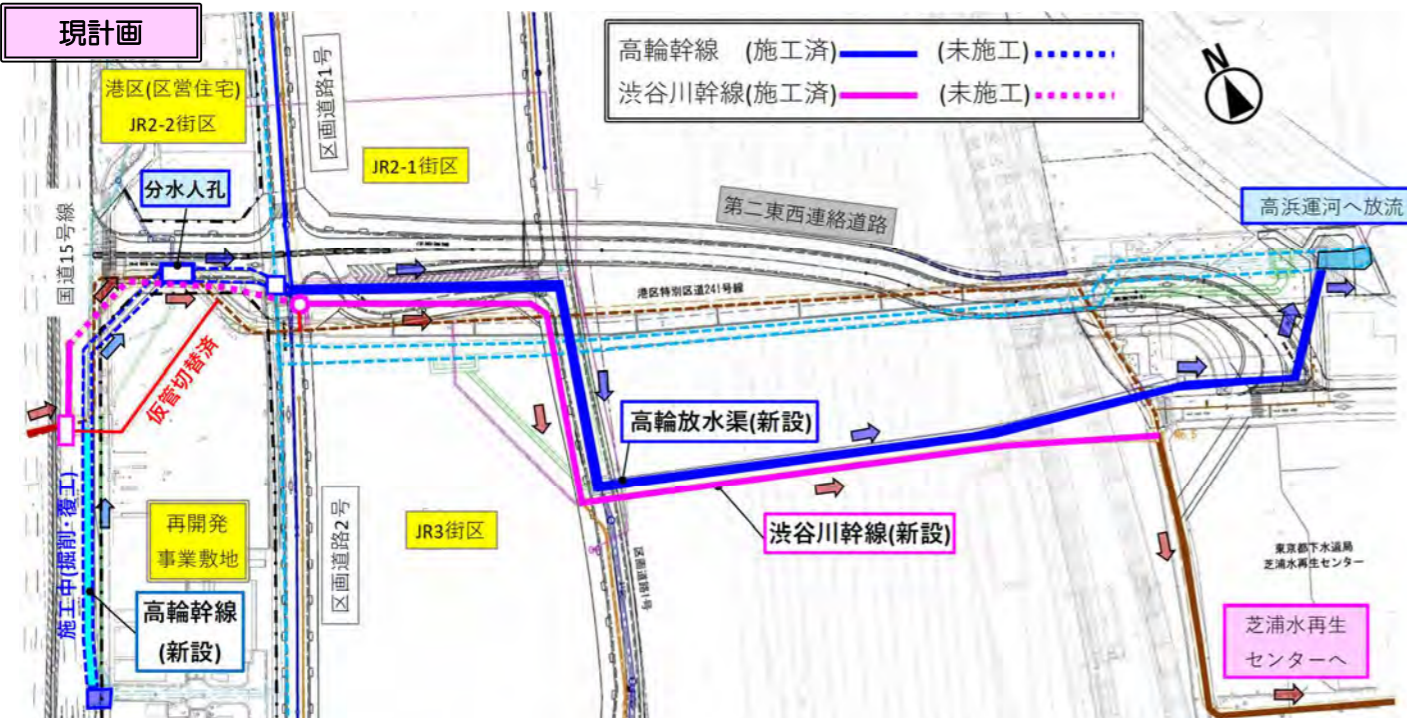 現計画
高輪幹線 (施工済) (未施工)
渋谷川幹線(施工済) (未施工)
N
港区(区営住宅)
JR2-2街区
区画道路1号
JR2-1街区
分水人孔
国道15号線
第二東西連絡道路
高浜運河へ放流
港区特別区道241号線
仮管切替済
高輪放水渠(新設)
渋谷川幹線(新設)
施工中(掘削・覆工)
再開発
事業敷地
高輪幹線
(新設)
区画道路2号
JR3街区
区画道路1号
東京都下水道局
芝浦水再生センター
芝浦水再生
センターへ